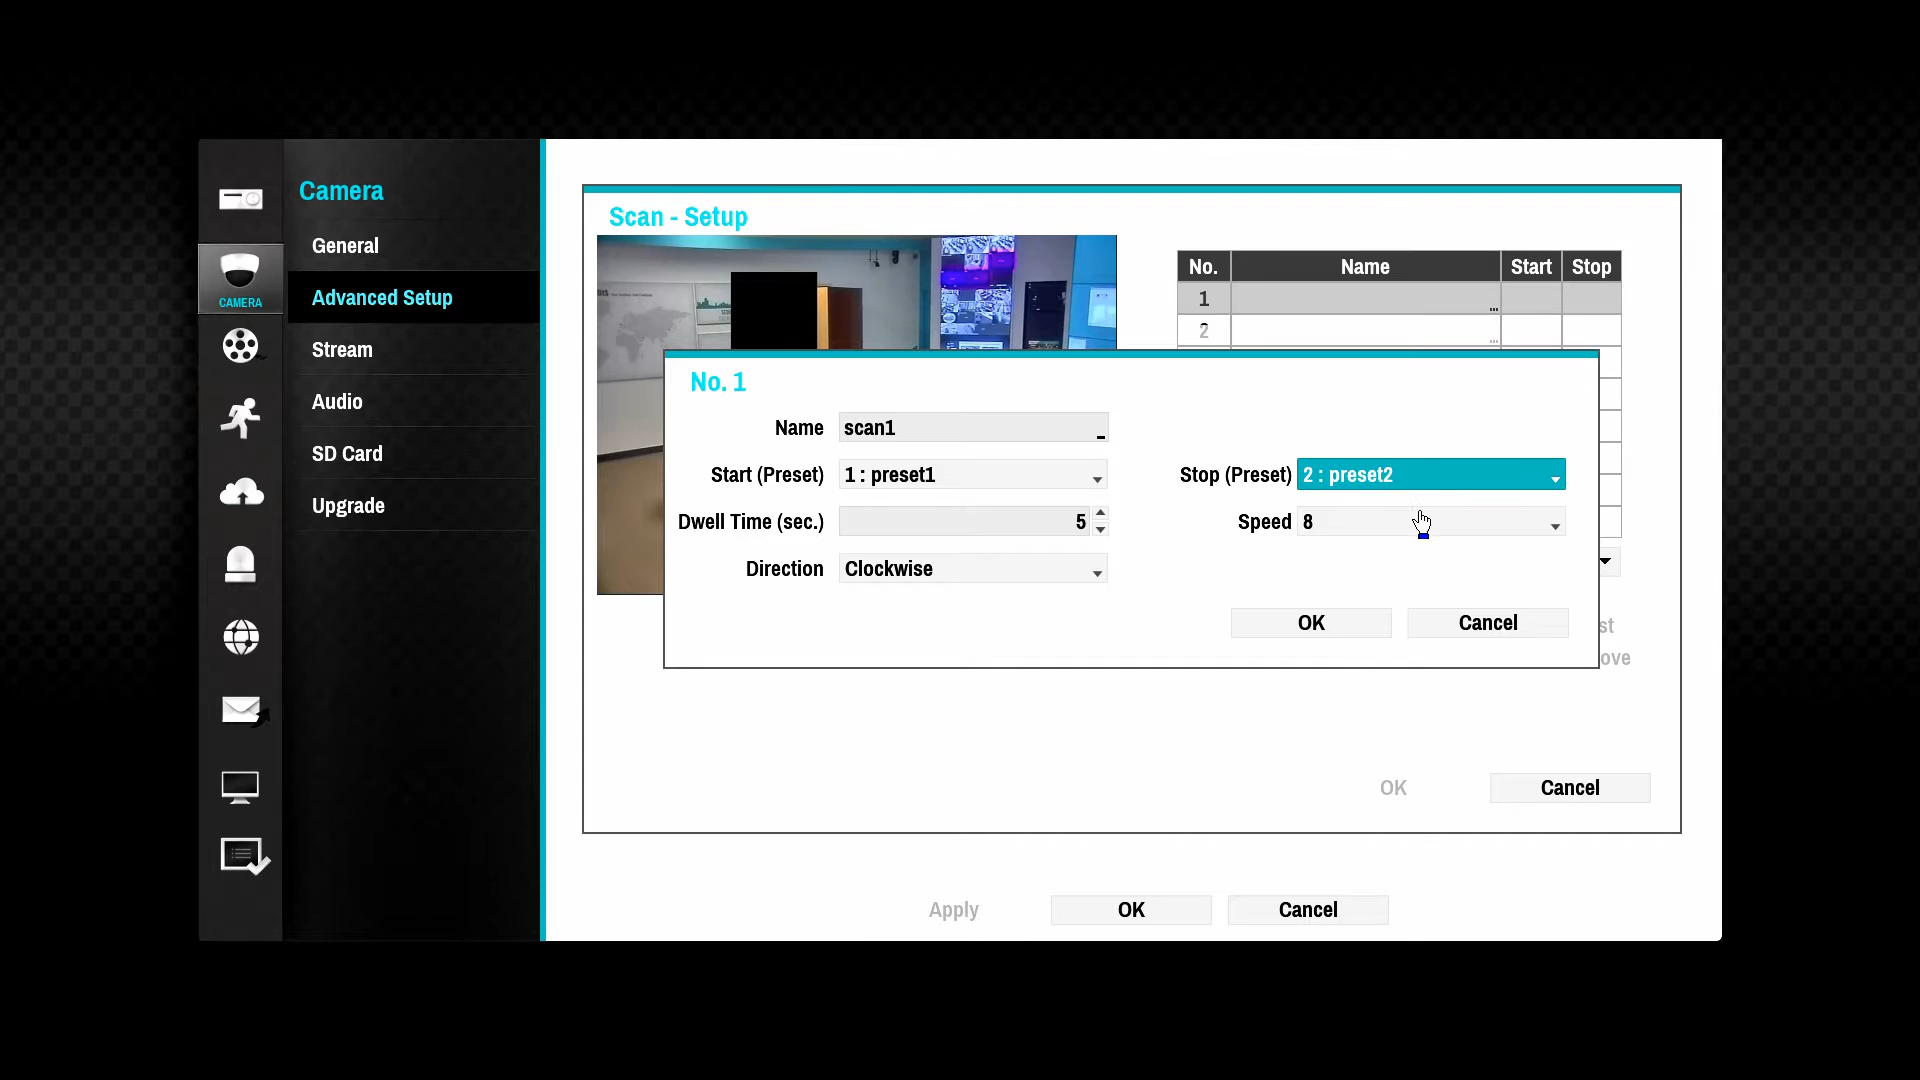 Camera
CAMERA
General
Advanced Setup
Stream
Audio
SD Card
Upgrade
Scan - Setup
No. Name Start Stop
1 ...
2 ...
No. 1
Name scan1
Start (Preset) 1 : preset1 Stop (Preset) 2 : preset2
Dwell Time (sec.) 5 Speed 8
Direction Clockwise
OK Cancel
OK Cancel
Apply OK Cancel